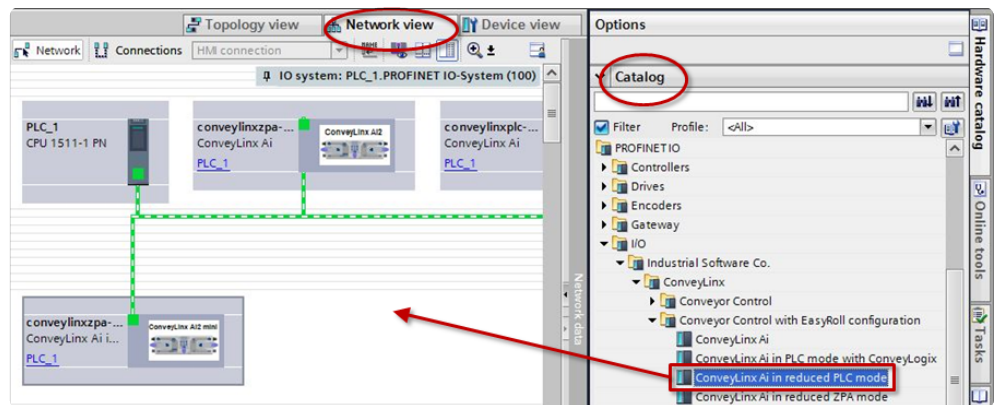 Topology view
Network view
Device view
Options
Network
Connections
HMI connection
IO system: PLC_1.PROFINET IO-System (100)
Catalog
PLC_1
CPU 1511-1 PN
conveylinxzpa-...
ConveyLinx Ai
PLC_1
ConveyLinx Ai2
conveylinxplc-...
ConveyLinx Ai
PLC_1
Filter
Profile:
<All>
PROFINET IO
Controllers
Drives
Encoders
Gateway
I/O
Industrial Software Co.
ConveyLinx
Conveyor Control
Conveyor Control with EasyRoll configuration
ConveyLinx Ai
ConveyLinx Ai in PLC mode with ConveyLogix
ConveyLinx Ai in reduced PLC mode
ConveyLinx Ai in reduced ZPA mode
conveylinxzpa-...
ConveyLinx Ai i...
PLC_1
ConveyLinx Ai2 mini
Network data
Hardware catalog
Online tools
Tasks